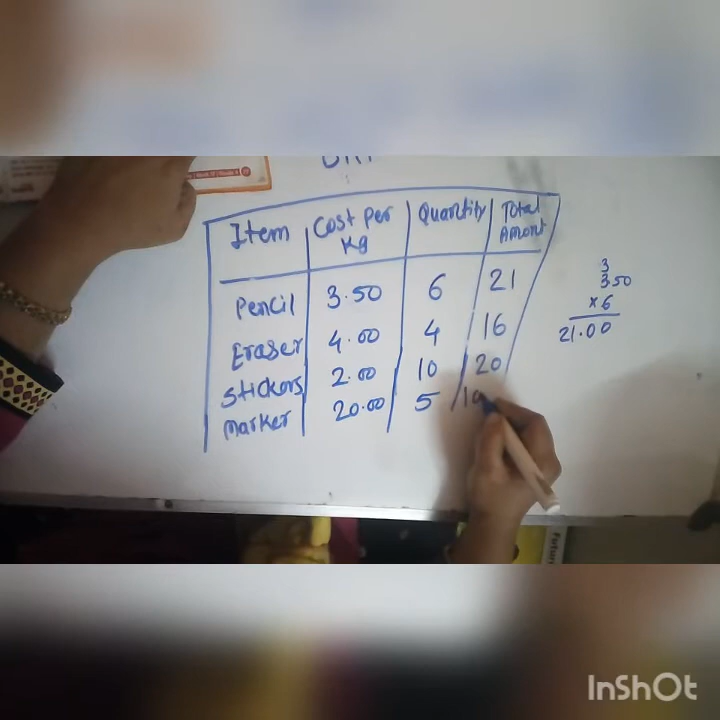 Item Cost Per Kg Quantity Total Amont
Pencil 3.50 6 21
Eraser 4.00 4 16
Stickers 2.00 10 20
Marker 20.00 5
3
350
×6
21.00
InShOt